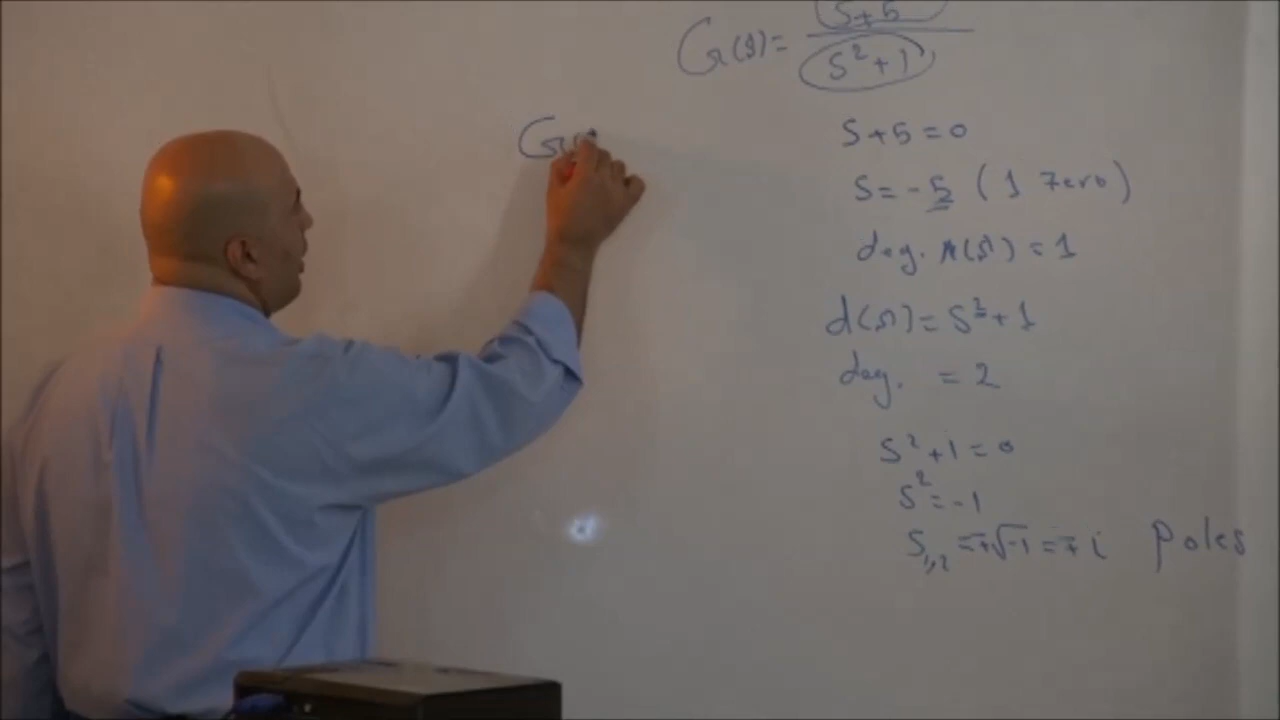 G(s) = S+5 / S²+1
G(s
S+5=0
S=-5 (1 Zero)
deg. n(s) = 1
d(s) = S²+1
deg. = 2
S²+1=0
S²=-1
S₁,₂ = ∓√-1 = ∓i Poles